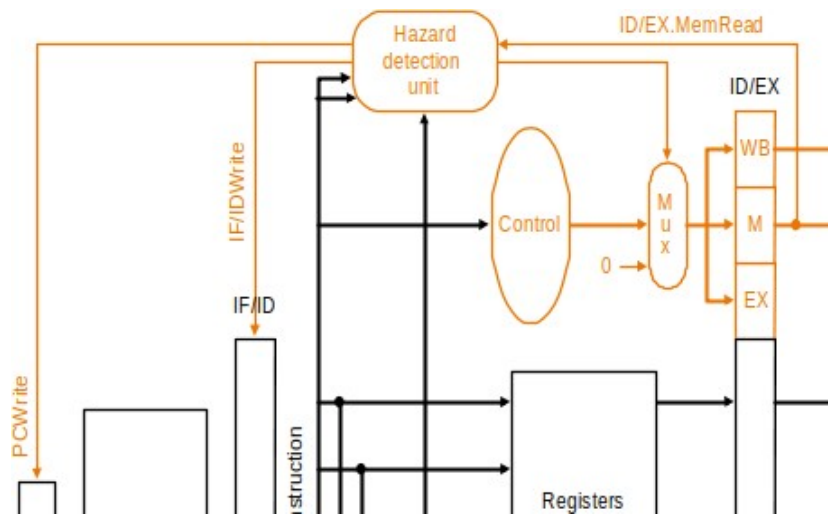 Hazard
detection
unit
ID/EX.MemRead
ID/EX
WB
IF/IDWrite
Control
M
u
x
M
0
EX
IF/ID
PCWrite
struction
Registers